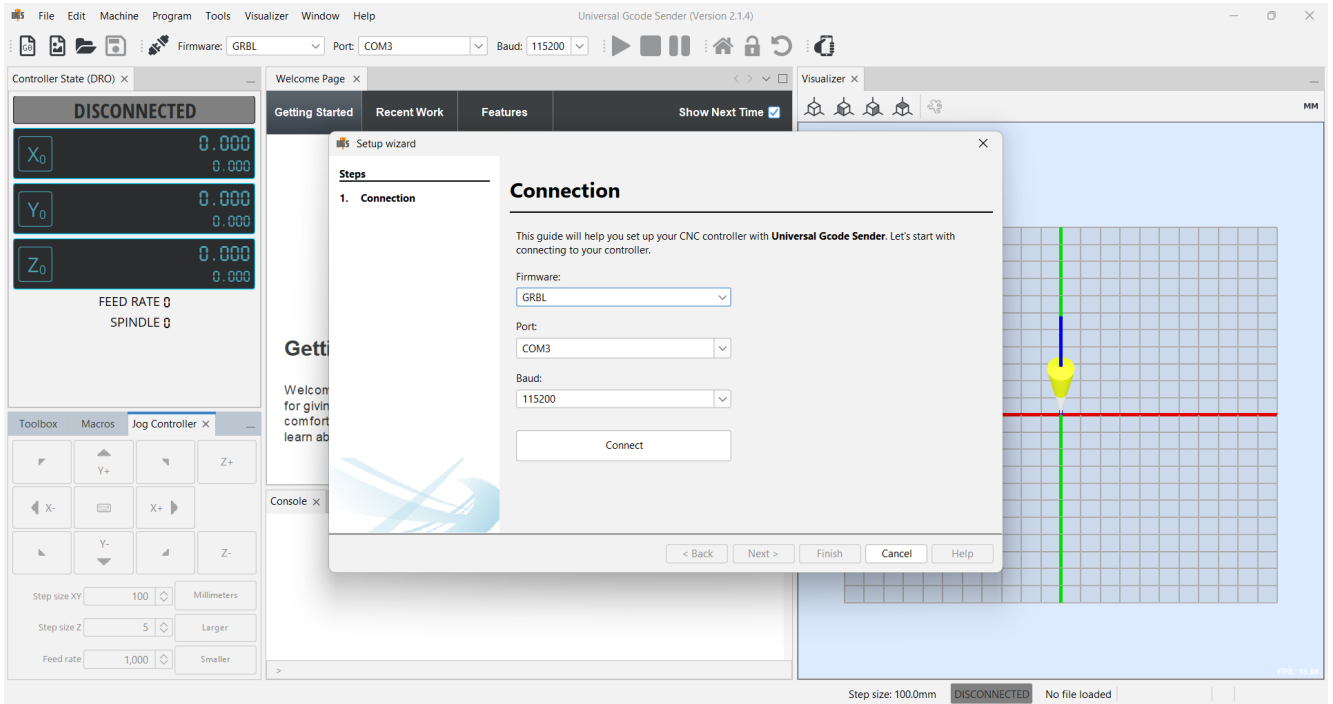 File Edit Machine Program Tools Visualizer Window Help
Universal Gcode Sender (Version 2.1.4)
Firmware: GRBL Port: COM3 Baud: 115200
Controller State (DRO)
DISCONNECTED
X0 0.000
0.000
Y0 0.000
0.000
Z0 0.000
0.000
FEED RATE 0
SPINDLE 0
Toolbox Macros Jog Controller
Y+ Z+
X- X+
Y- Z-
Step size XY 100 Millimeters
Step size Z 5 Larger
Feed rate 1,000 Smaller
Welcome Page
Getting Started Recent Work Features Show Next Time
Getti
Welcom
for givin
comfort
learn ab
Console
>
Setup wizard
Steps
1. Connection
Connection
This guide will help you set up your CNC controller with Universal Gcode Sender. Let's start with
connecting to your controller.
Firmware:
GRBL
Port:
COM3
Baud:
115200
Connect
< Back Next > Finish Cancel Help
Visualizer
MM
Step size: 100.0mm DISCONNECTED No file loaded